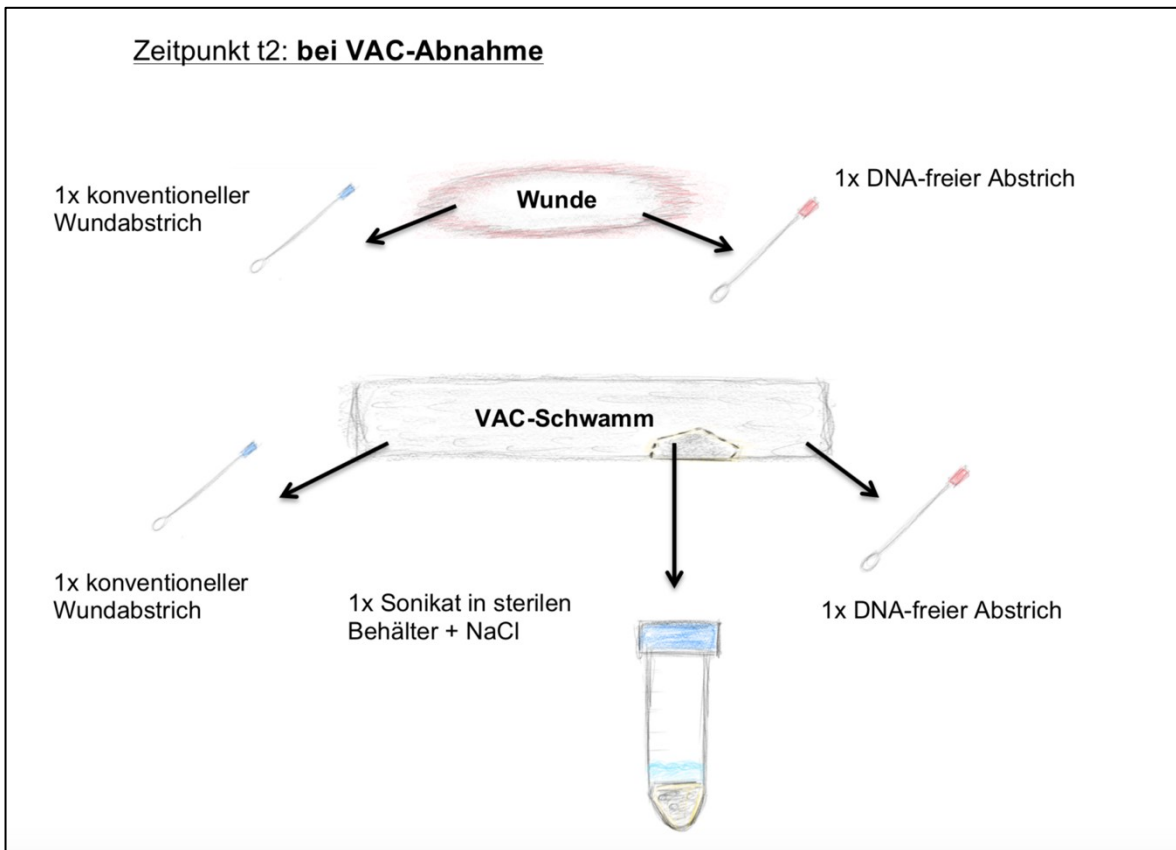 Zeitpunkt t2: bei VAC-Abnahme
1x konventioneller
Wundabstrich
Wunde
1x DNA-freier Abstrich
VAC-Schwamm
1x konventioneller
Wundabstrich
1x Sonikat in sterilen
Behälter + NaCl
1x DNA-freier Abstrich